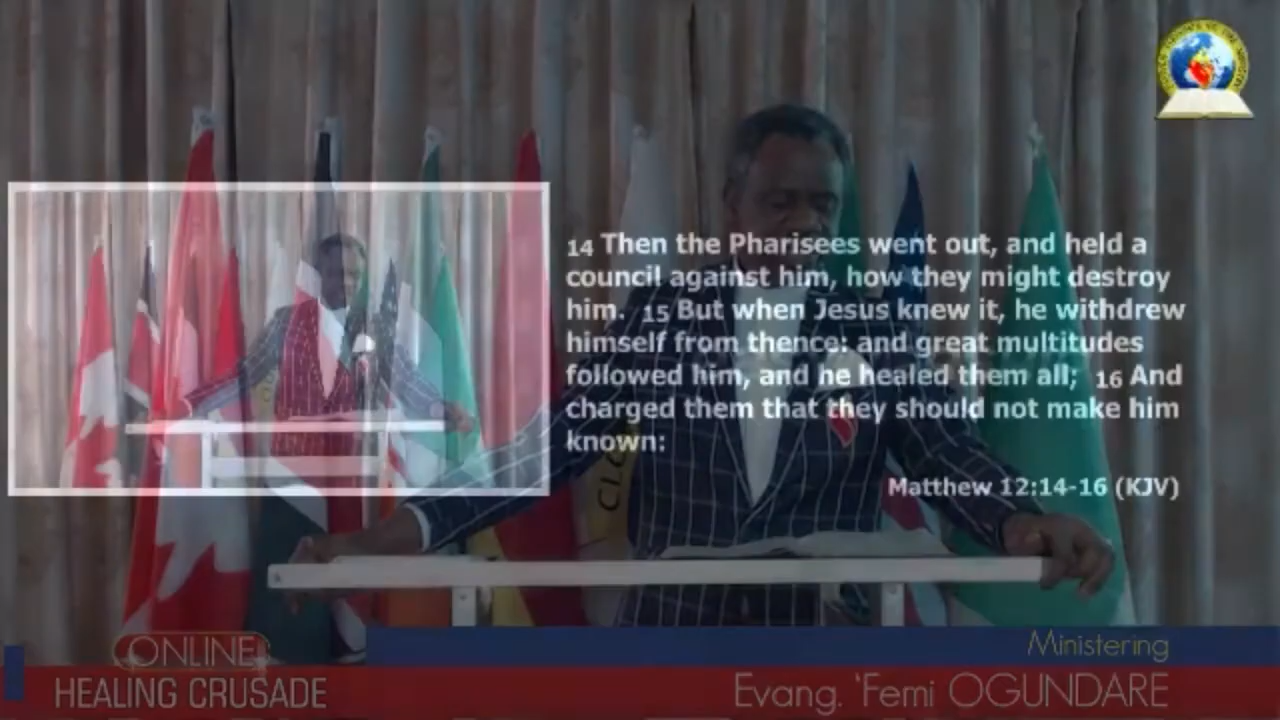 14 Then the Pharisees went out, and held a
council against him, how they might destroy
him. 15 But when Jesus knew it, he withdrew
himself from thence: and great multitudes
followed him, and he healed them all; 16 And
charged them that they should not make him
known:
Matthew 12:14-16 (KJV)
ONLINE
HEALING CRUSADE
Ministering
Evang. 'Femi OGUNDARE